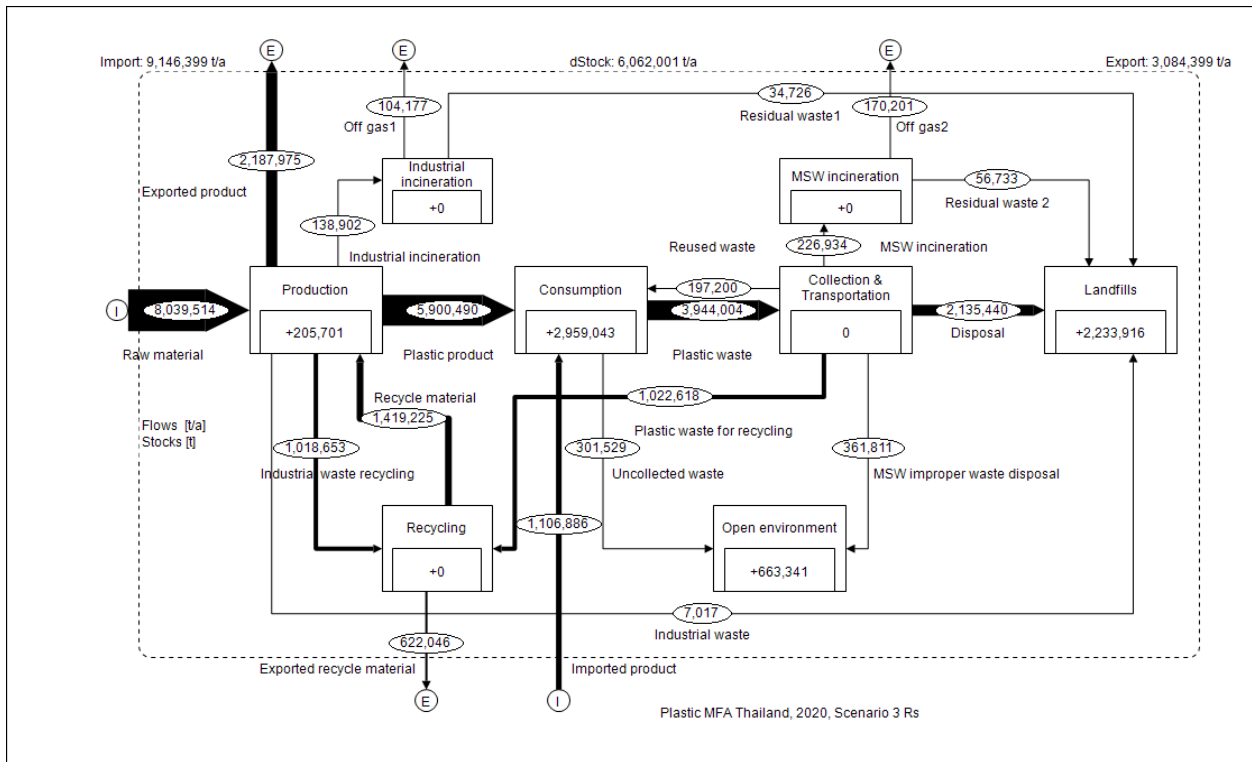 E
E
E
Import: 9,146,399 t/a
dStock: 6,062,001 t/a
Export: 3,084,399 t/a
34,726
104,177
170,201
Residual waste1
Off gas1
Off gas2
2,187,975
Industrial
incineration
MSW incineration
56,733
Exported product
+0
+0
Residual waste 2
138,902
Reused waste
226,934
MSW incineration
Industrial incineration
Production
Consumption
197,200
Collection &
Transportation
Landfills
I
8,039,514
5,900,490
3,944,004
2,135,440
+205,701
+2,959,043
0
+2,233,916
Raw material
Plastic product
Plastic waste
Disposal
Recycle material
1,022,618
1,419,225
Flows [t/a]
Stocks [t]
Plastic waste for recycling
1,018,653
301,529
361,811
Industrial waste recycling
Uncollected waste
MSW improper waste disposal
Recycling
1,106,886
Open environment
+0
+663,341
7,017
Industrial waste
622,046
Exported recycle material
Imported product
E
I
Plastic MFA Thailand, 2020, Scenario 3 Rs